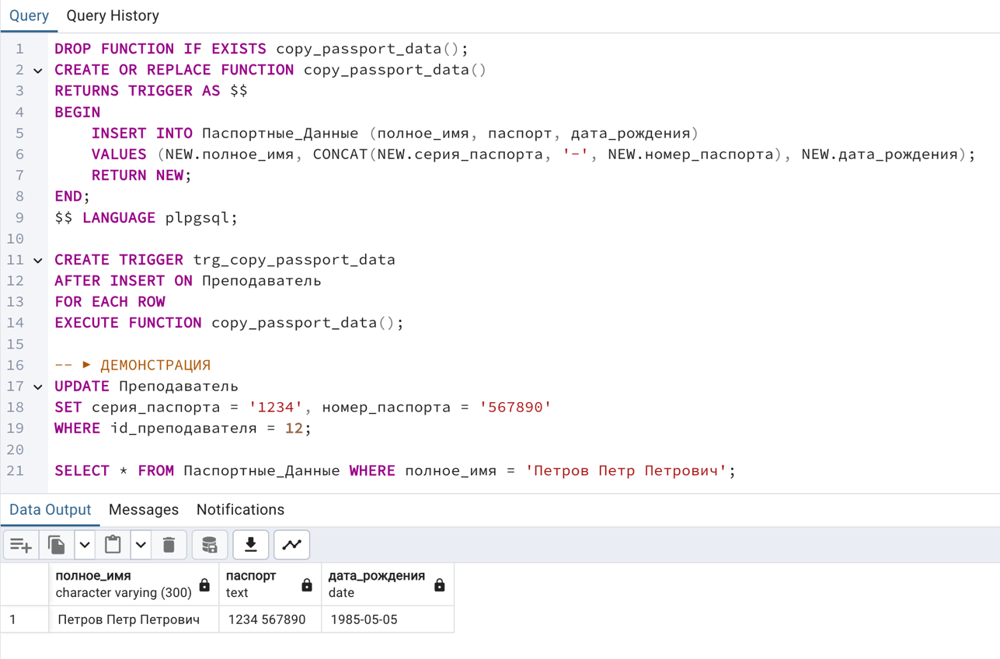 Query Query History
1 DROP FUNCTION IF EXISTS copy_passport_data();
2 CREATE OR REPLACE FUNCTION copy_passport_data()
3 RETURNS TRIGGER AS $$
4 BEGIN
5 INSERT INTO Паспортные_Данные (полное_имя, паспорт, дата_рождения)
6 VALUES (NEW.полное_имя, CONCAT(NEW.серия_паспорта, '-', NEW.номер_паспорта), NEW.дата_рождения);
7 RETURN NEW;
8 END;
9 $$ LANGUAGE plpgsql;
10
11 CREATE TRIGGER trg_copy_passport_data
12 AFTER INSERT ON Преподаватель
13 FOR EACH ROW
14 EXECUTE FUNCTION copy_passport_data();
15
16 -- ▶ ДЕМОНСТРАЦИЯ
17 UPDATE Преподаватель
18 SET серия_паспорта = '1234', номер_паспорта = '567890'
19 WHERE id_преподавателя = 12;
20
21 SELECT * FROM Паспортные_Данные WHERE полное_имя = 'Петров Петр Петрович';
Data Output Messages Notifications
полное_имя паспорт дата_рождения
character varying (300) text date
1 Петров Петр Петрович 1234 567890 1985-05-05